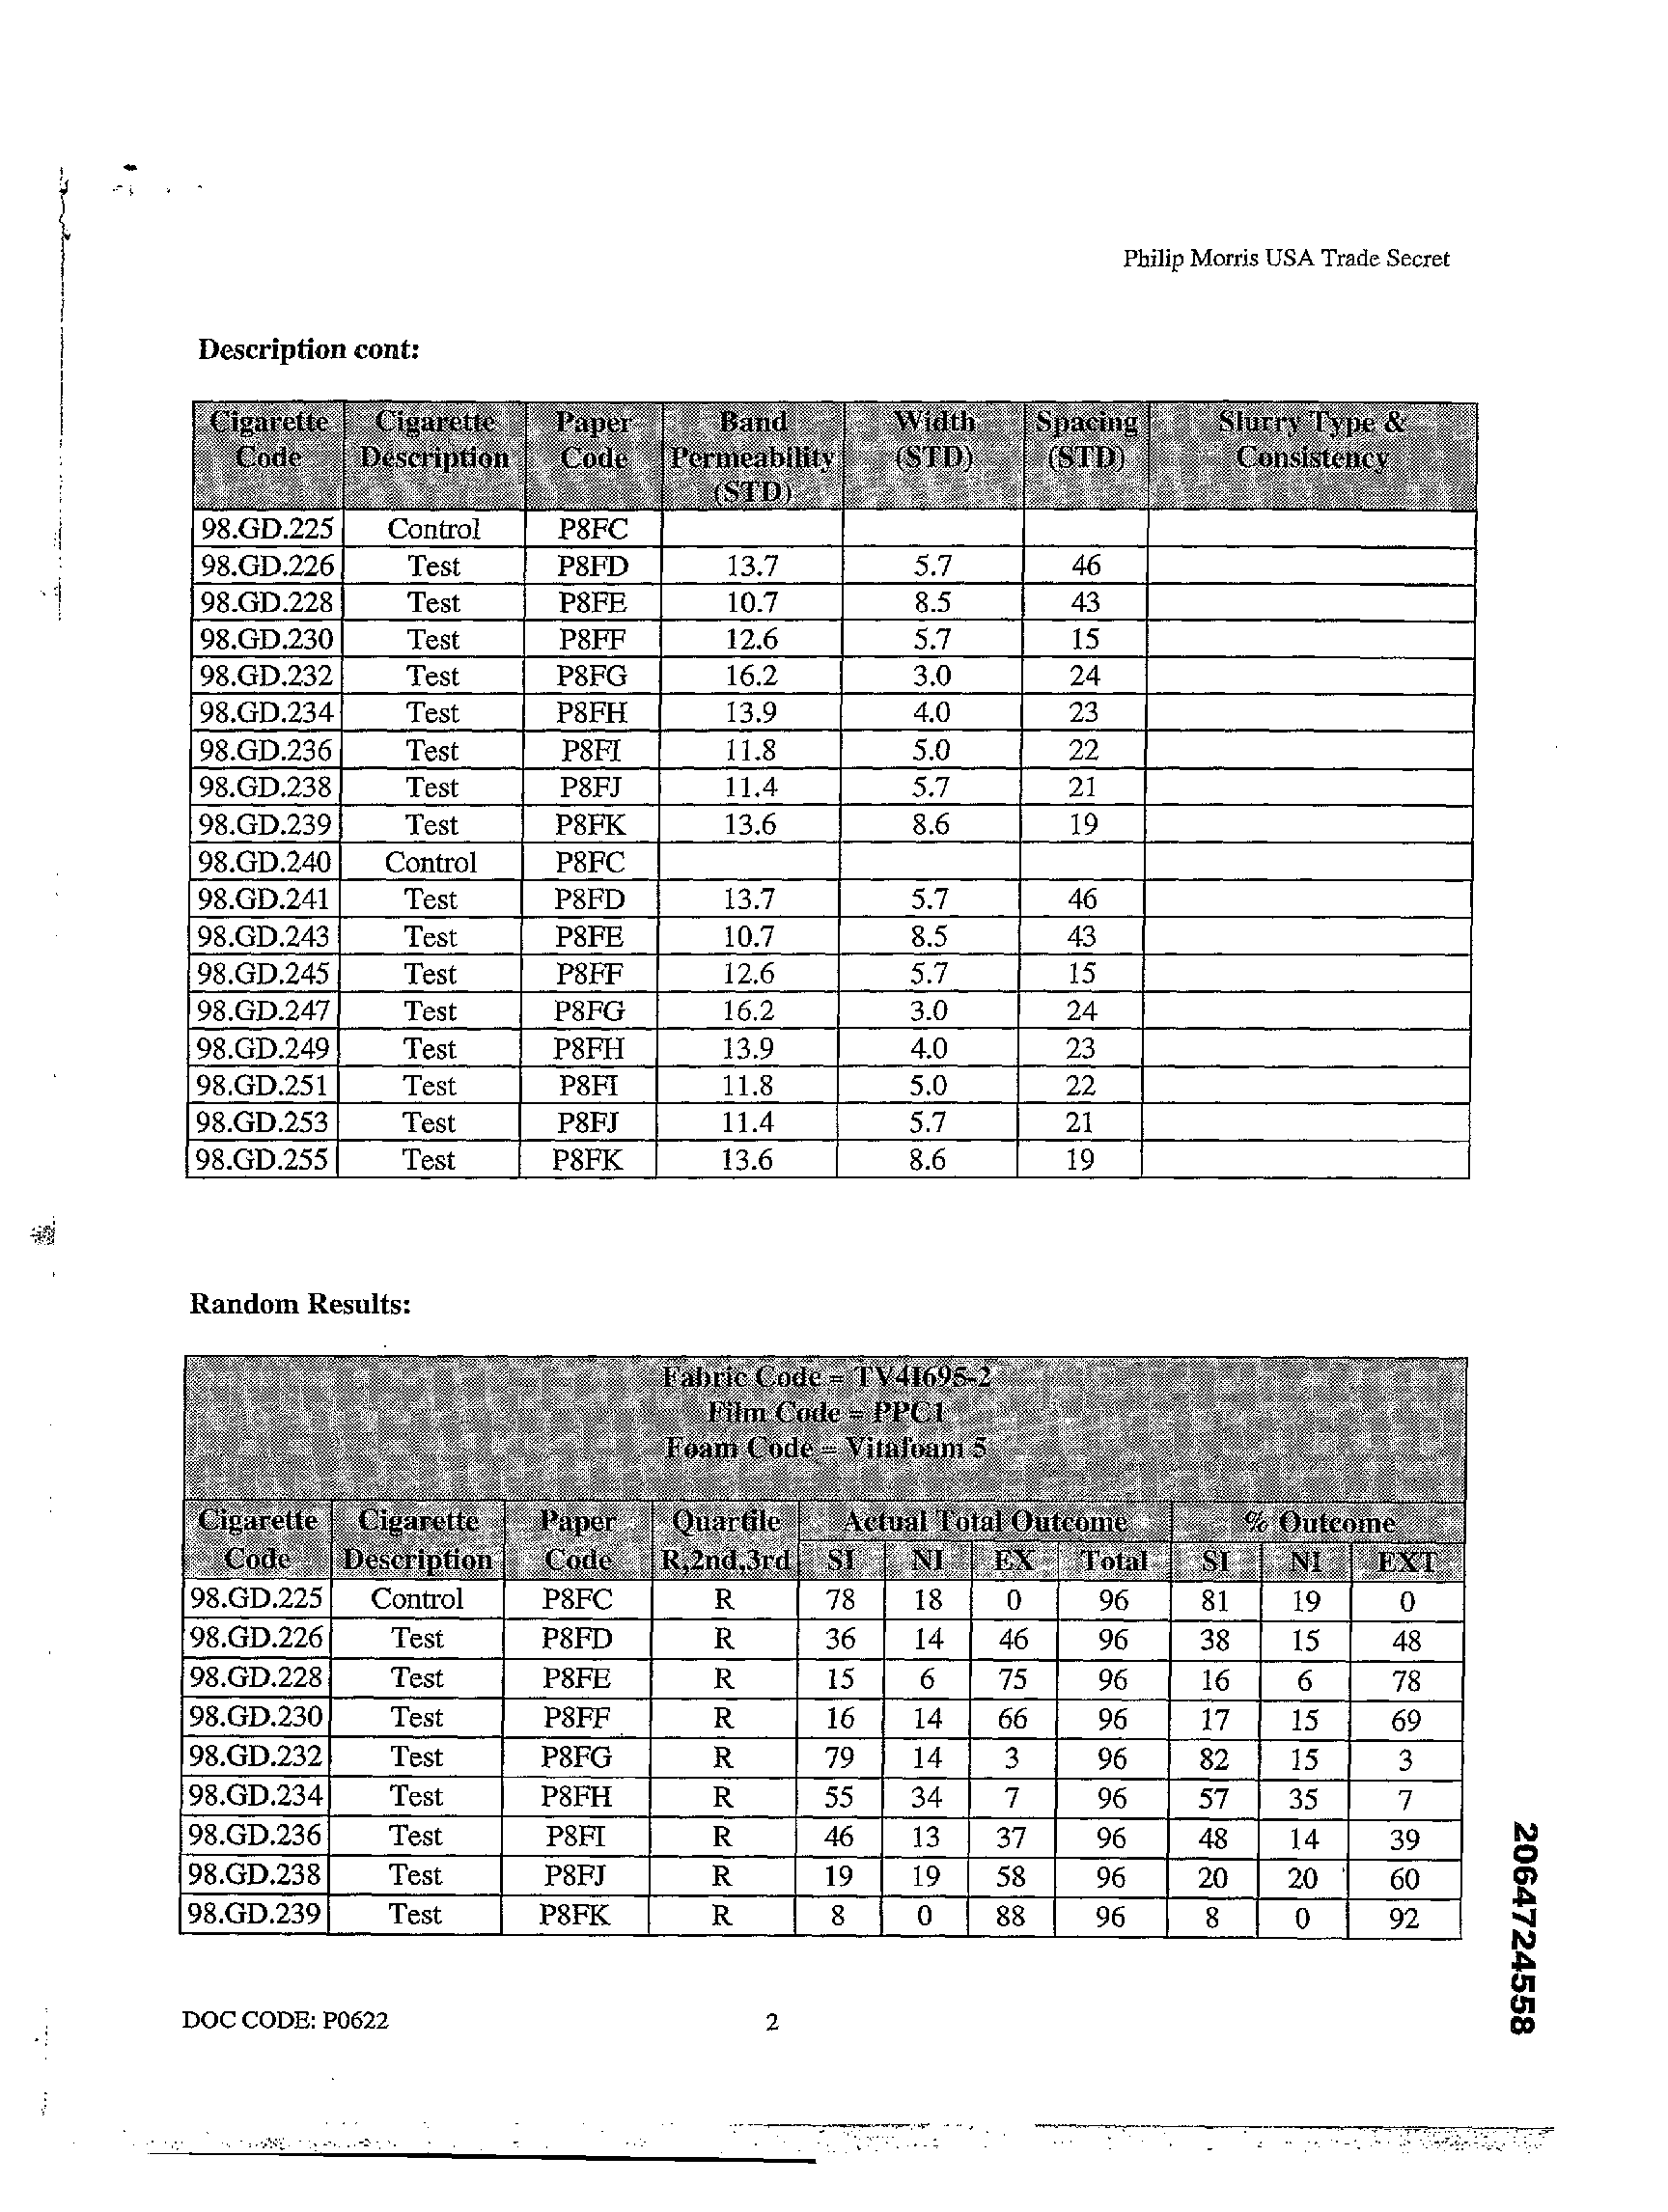 Philip Morris USA Trade Secret
Description cont:
Cigarette Code Cigarette Description Paper Code Band Permeability (STD) Width (STD) Spacing (STD) Slurry Type & Consistency
98.GD.225 Control P8FC
98.GD.226 Test P8FD 13.7 5.7 46
98.GD.228 Test P8FE 10.7 8.5 43
98.GD.230 Test P8FF 12.6 5.7 15
98.GD.232 Test P8FG 16.2 3.0 24
98.GD.234 Test P8FH 13.9 4.0 23
98.GD.236 Test P8FI 11.8 5.0 22
98.GD.238 Test P8FJ 11.4 5.7 21
98.GD.239 Test P8FK 13.6 8.6 19
98.GD.240 Control P8FC
98.GD.241 Test P8FD 13.7 5.7 46
98.GD.243 Test P8FE 10.7 8.5 43
98.GD.245 Test P8FF 12.6 5.7 15
98.GD.247 Test P8FG 16.2 3.0 24
98.GD.249 Test P8FH 13.9 4.0 23
98.GD.251 Test P8FI 11.8 5.0 22
98.GD.253 Test P8FJ 11.4 5.7 21
98.GD.255 Test P8FK 13.6 8.6 19
Random Results:
Fabric Code = TV4I695-2
Film Code = PPC1
Foam Code = Vitafoam 5
Cigarette Cigarette Paper Quartile Actual Total Outcome % Outcome
Code Description Code R,2nd,3rd SI NI EX Total SI NI EXT
98.GD.225 Control P8FC R 78 18 0 96 81 19 0
98.GD.226 Test P8FD R 36 14 46 96 38 15 48
98.GD.228 Test P8FE R 15 6 75 96 16 6 78
98.GD.230 Test P8FF R 16 14 66 96 17 15 69
98.GD.232 Test P8FG R 79 14 3 96 82 15 3
98.GD.234 Test P8FH R 55 34 7 96 57 35 7
98.GD.236 Test P8FI R 46 13 37 96 48 14 39
98.GD.238 Test P8FJ R 19 19 58 96 20 20 60
98.GD.239 Test P8FK R 8 0 88 96 8 0 92
DOC CODE: P0622 2
2064724558